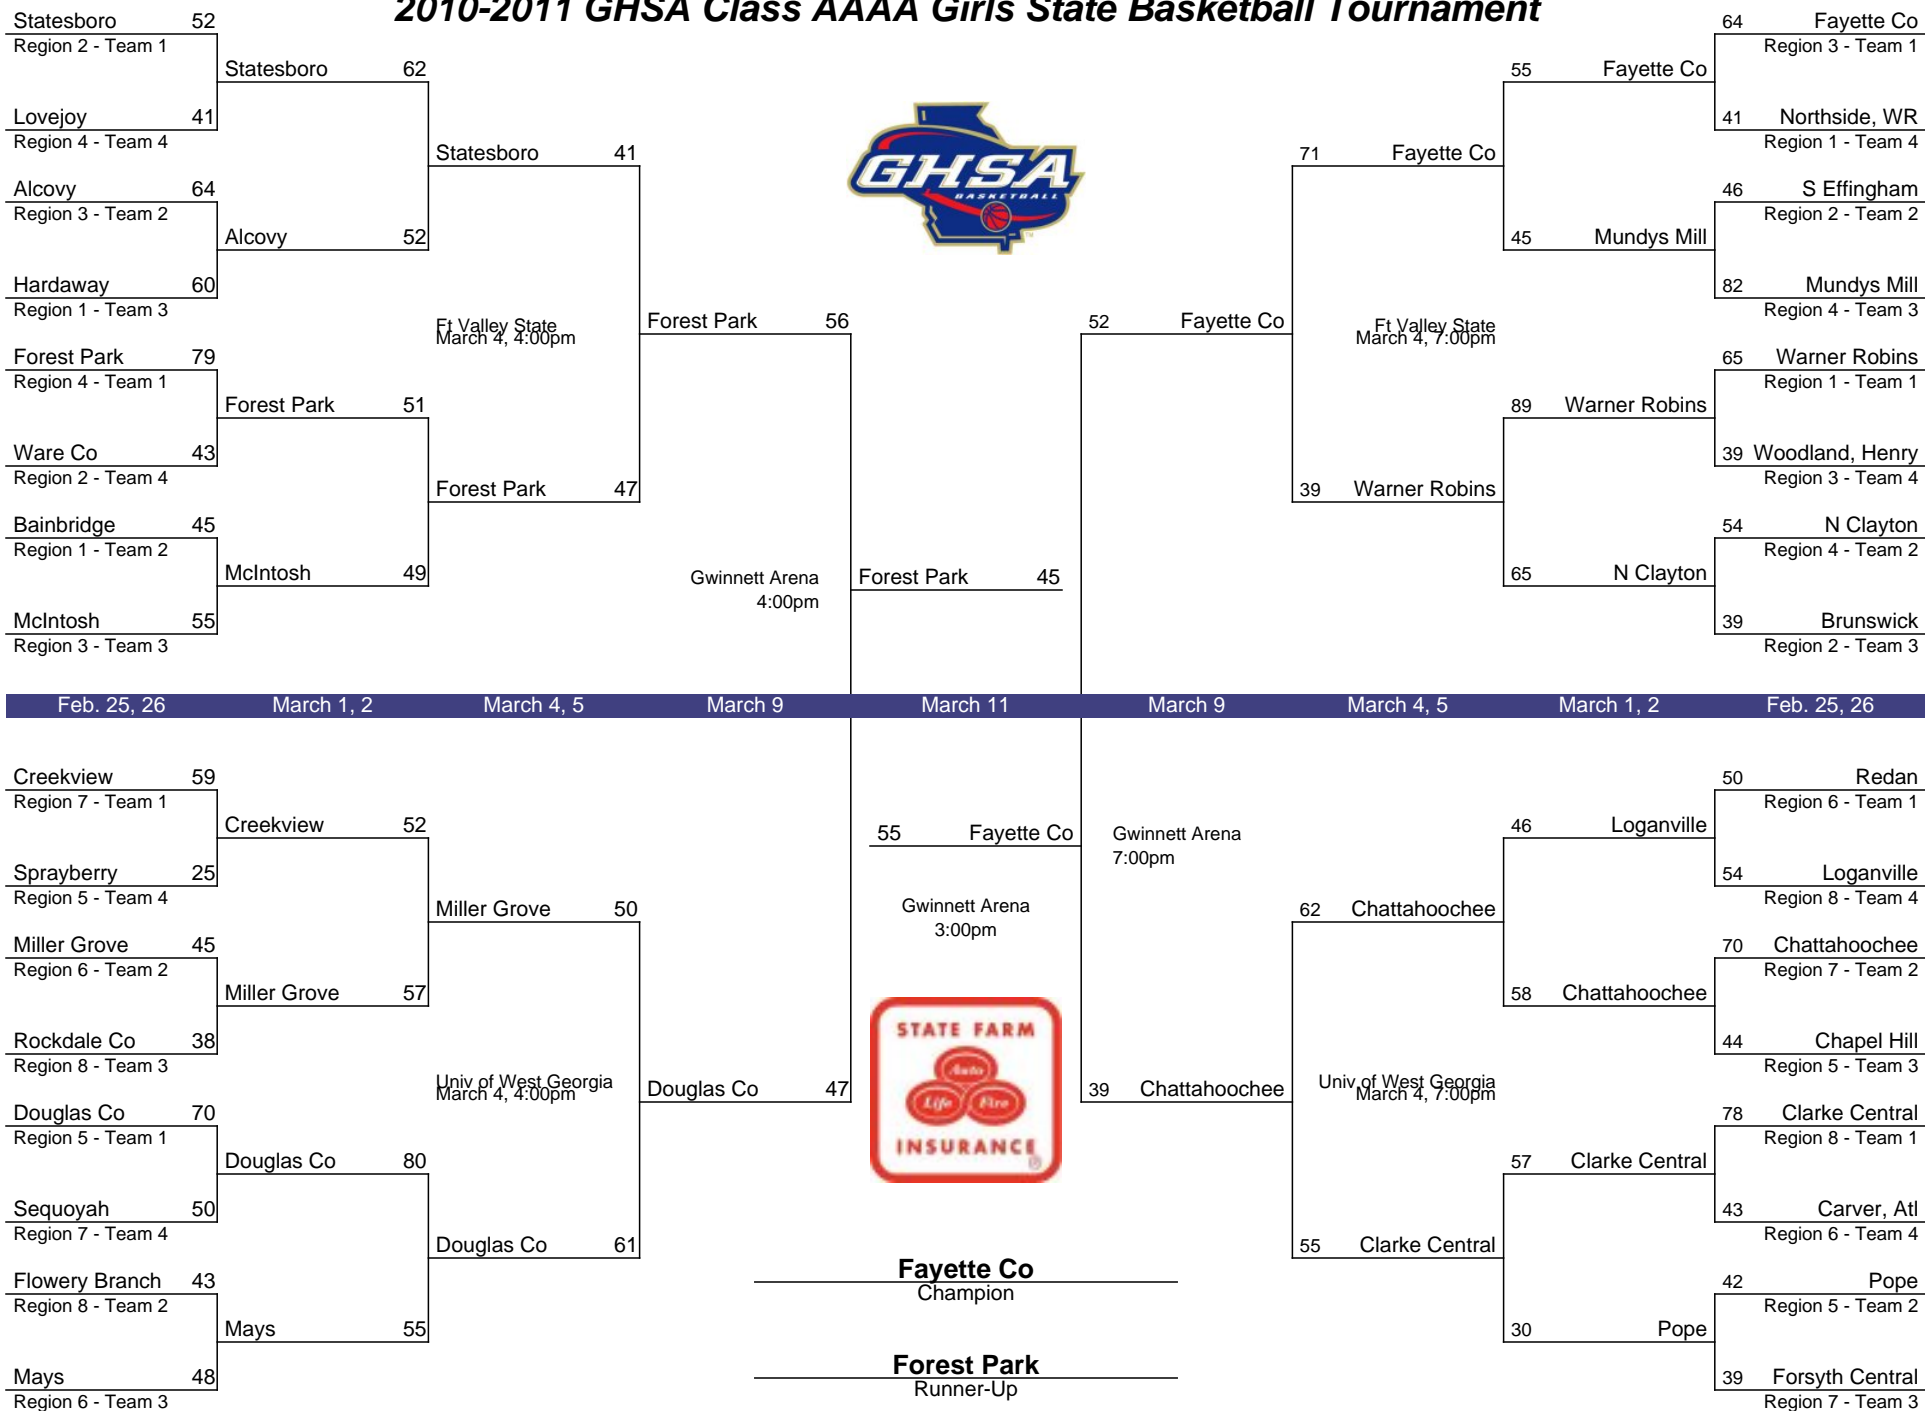 2010-2011 GHSA Class AAAA Girls State Basketball Tournament
Statesboro 52
Region 2 - Team 1
Lovejoy 41
Region 4 - Team 4
Alcovy 64
Region 3 - Team 2
Hardaway 60
Region 1 - Team 3
Forest Park 79
Region 4 - Team 1
Ware Co 43
Region 2 - Team 4
Bainbridge 45
Region 1 - Team 2
McIntosh 55
Region 3 - Team 3
Statesboro 62
Alcovy 52
Forest Park 51
McIntosh 49
Statesboro 41
Ft Valley State
March 4, 4:00pm
Forest Park 47
Forest Park 56
Gwinnett Arena
4:00pm
Forest Park 45
GHSA
BASKETBALL
52 Fayette Co
71 Fayette Co
Ft Valley State
March 4, 7:00pm
39 Warner Robins
55 Fayette Co
45 Mundys Mill
89 Warner Robins
65 N Clayton
64 Fayette Co
Region 3 - Team 1
41 Northside, WR
Region 1 - Team 4
46 S Effingham
Region 2 - Team 2
82 Mundys Mill
Region 4 - Team 3
65 Warner Robins
Region 1 - Team 1
39 Woodland, Henry
Region 3 - Team 4
54 N Clayton
Region 4 - Team 2
39 Brunswick
Region 2 - Team 3
Feb. 25, 26 March 1, 2 March 4, 5 March 9 March 11 March 9 March 4, 5 March 1, 2 Feb. 25, 26
Creekview 59
Region 7 - Team 1
Sprayberry 25
Region 5 - Team 4
Miller Grove 45
Region 6 - Team 2
Rockdale Co 38
Region 8 - Team 3
Douglas Co 70
Region 5 - Team 1
Sequoyah 50
Region 7 - Team 4
Flowery Branch 43
Region 8 - Team 2
Mays 48
Region 6 - Team 3
Creekview 52
Miller Grove 57
Douglas Co 80
Mays 55
Miller Grove 50
Univ of West Georgia
March 4, 4:00pm
Douglas Co 61
Douglas Co 47
55 Fayette Co
Gwinnett Arena
3:00pm
Gwinnett Arena
7:00pm
STATE FARM
Auto
Life Fire
INSURANCE
®
Fayette Co
Champion
Forest Park
Runner-Up
39 Chattahoochee
62 Chattahoochee
Univ of West Georgia
March 4, 7:00pm
55 Clarke Central
46 Loganville
58 Chattahoochee
57 Clarke Central
30 Pope
50 Redan
Region 6 - Team 1
54 Loganville
Region 8 - Team 4
70 Chattahoochee
Region 7 - Team 2
44 Chapel Hill
Region 5 - Team 3
78 Clarke Central
Region 8 - Team 1
43 Carver, Atl
Region 6 - Team 4
42 Pope
Region 5 - Team 2
39 Forsyth Central
Region 7 - Team 3